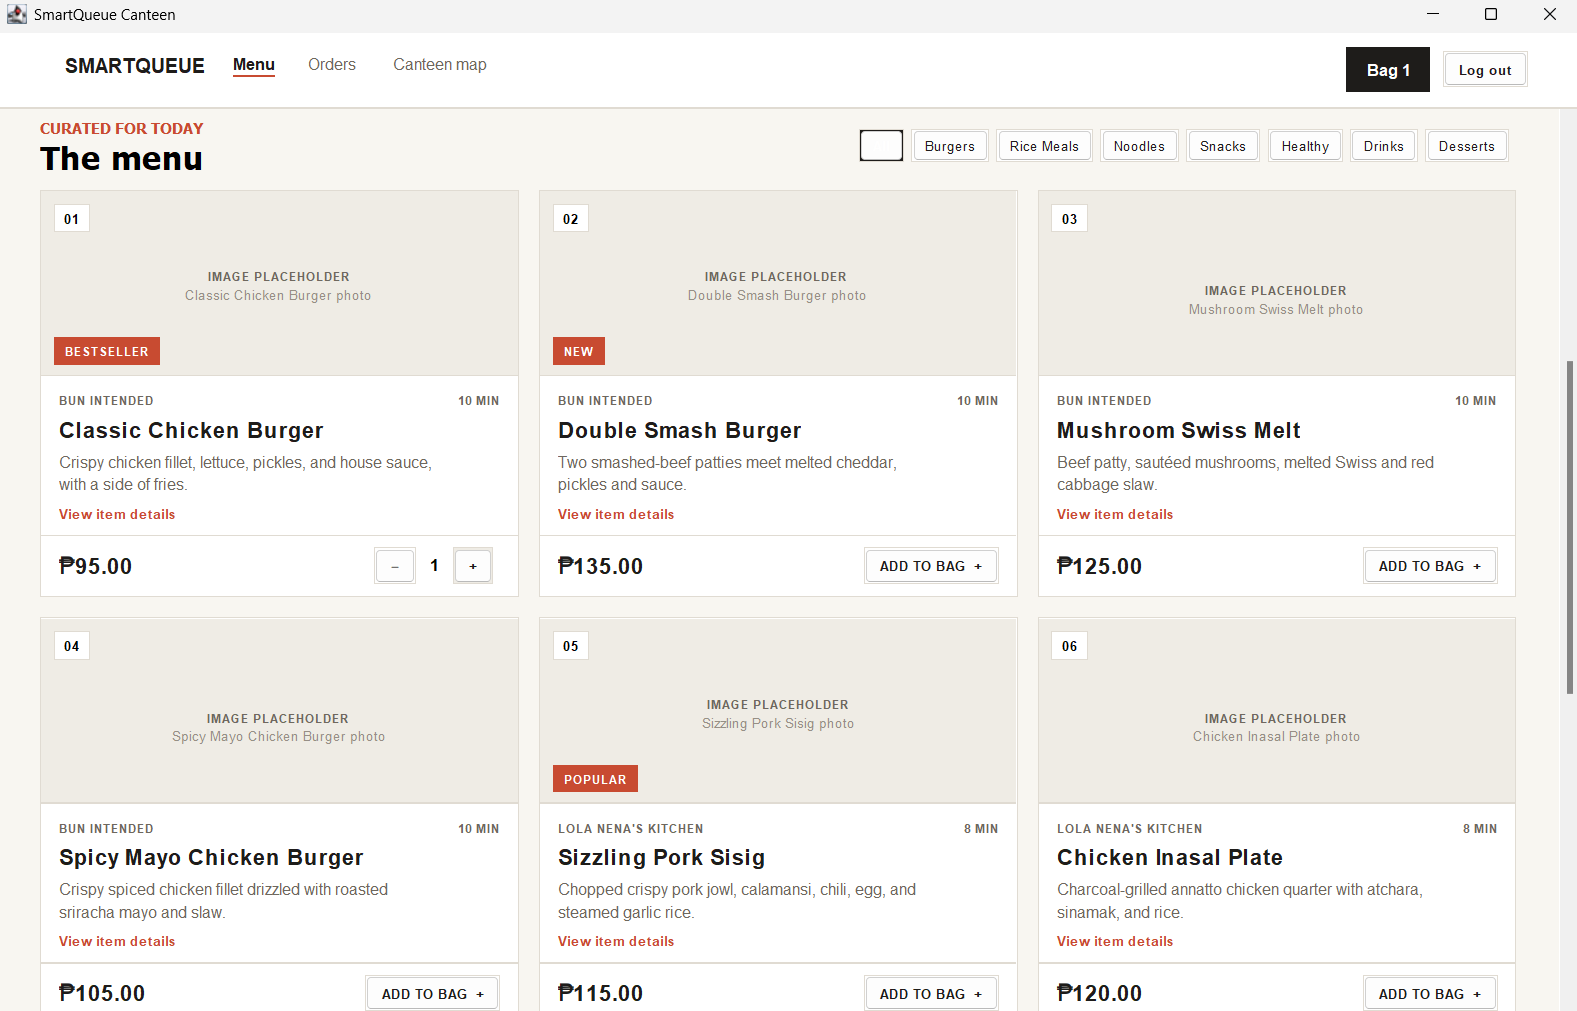 SmartQueue Canteen
SMARTQUEUE Menu Orders Canteen map Bag 1 Log out
CURATED FOR TODAY
The menu
Burgers Rice Meals Noodles Snacks Healthy Drinks Desserts
01
IMAGE PLACEHOLDER
Classic Chicken Burger photo
BESTSELLER
BUN INTENDED 10 MIN
Classic Chicken Burger
Crispy chicken fillet, lettuce, pickles, and house sauce,
with a side of fries.
View item details
₱95.00 – 1 +
02
IMAGE PLACEHOLDER
Double Smash Burger photo
NEW
BUN INTENDED 10 MIN
Double Smash Burger
Two smashed-beef patties meet melted cheddar,
pickles and sauce.
View item details
₱135.00 ADD TO BAG +
03
IMAGE PLACEHOLDER
Mushroom Swiss Melt photo
BUN INTENDED 10 MIN
Mushroom Swiss Melt
Beef patty, sautéed mushrooms, melted Swiss and red
cabbage slaw.
View item details
₱125.00 ADD TO BAG +
04
IMAGE PLACEHOLDER
Spicy Mayo Chicken Burger photo
BUN INTENDED 10 MIN
Spicy Mayo Chicken Burger
Crispy spiced chicken fillet drizzled with roasted
sriracha mayo and slaw.
View item details
₱105.00 ADD TO BAG +
05
IMAGE PLACEHOLDER
Sizzling Pork Sisig photo
POPULAR
LOLA NENA'S KITCHEN 8 MIN
Sizzling Pork Sisig
Chopped crispy pork jowl, calamansi, chili, egg, and
steamed garlic rice.
View item details
₱115.00 ADD TO BAG +
06
IMAGE PLACEHOLDER
Chicken Inasal Plate photo
LOLA NENA'S KITCHEN 8 MIN
Chicken Inasal Plate
Charcoal-grilled annatto chicken quarter with atchara,
sinamak, and rice.
View item details
₱120.00 ADD TO BAG +